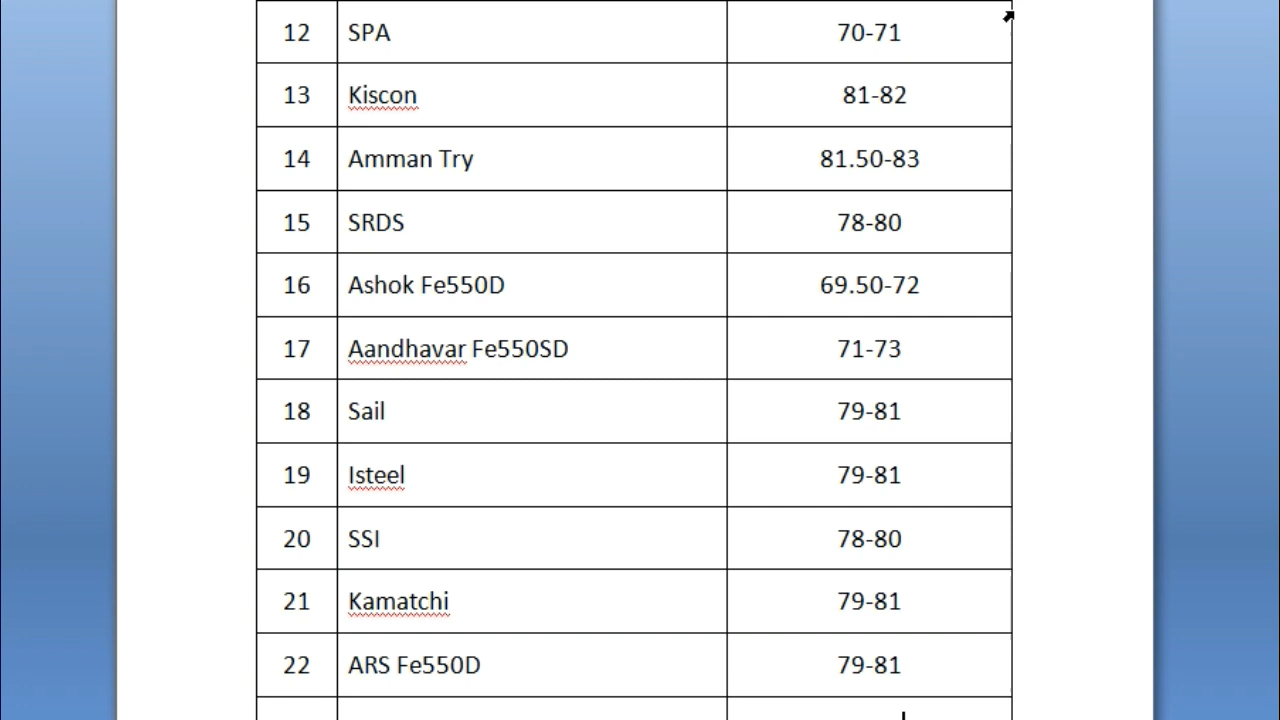 12 SPA 70-71
13 Kiscon 81-82
14 Amman Try 81.50-83
15 SRDS 78-80
16 Ashok Fe550D 69.50-72
17 Aandhavar Fe550SD 71-73
18 Sail 79-81
19 Isteel 79-81
20 SSI 78-80
21 Kamatchi 79-81
22 ARS Fe550D 79-81